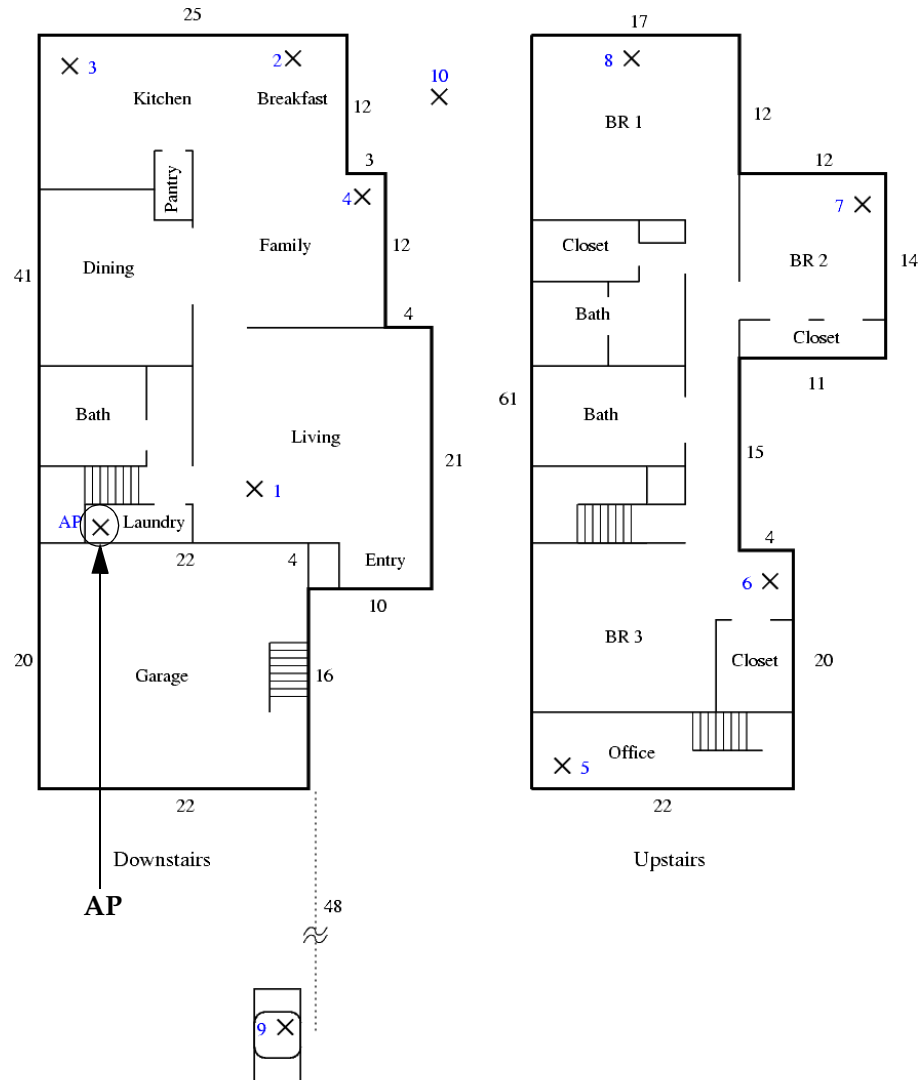 25
3
2
10
Kitchen
Breakfast
12
3
Pantry
4
Family
12
41
Dining
4
Bath
Living
21
1
AP
Laundry
22
4
Entry
10
20
Garage
16
22
Downstairs
AP
48
9
17
8
BR 1
12
12
7
Closet
BR 2
14
Bath
Closet
11
61
Bath
15
4
6
BR 3
Closet
20
Office
5
22
Upstairs